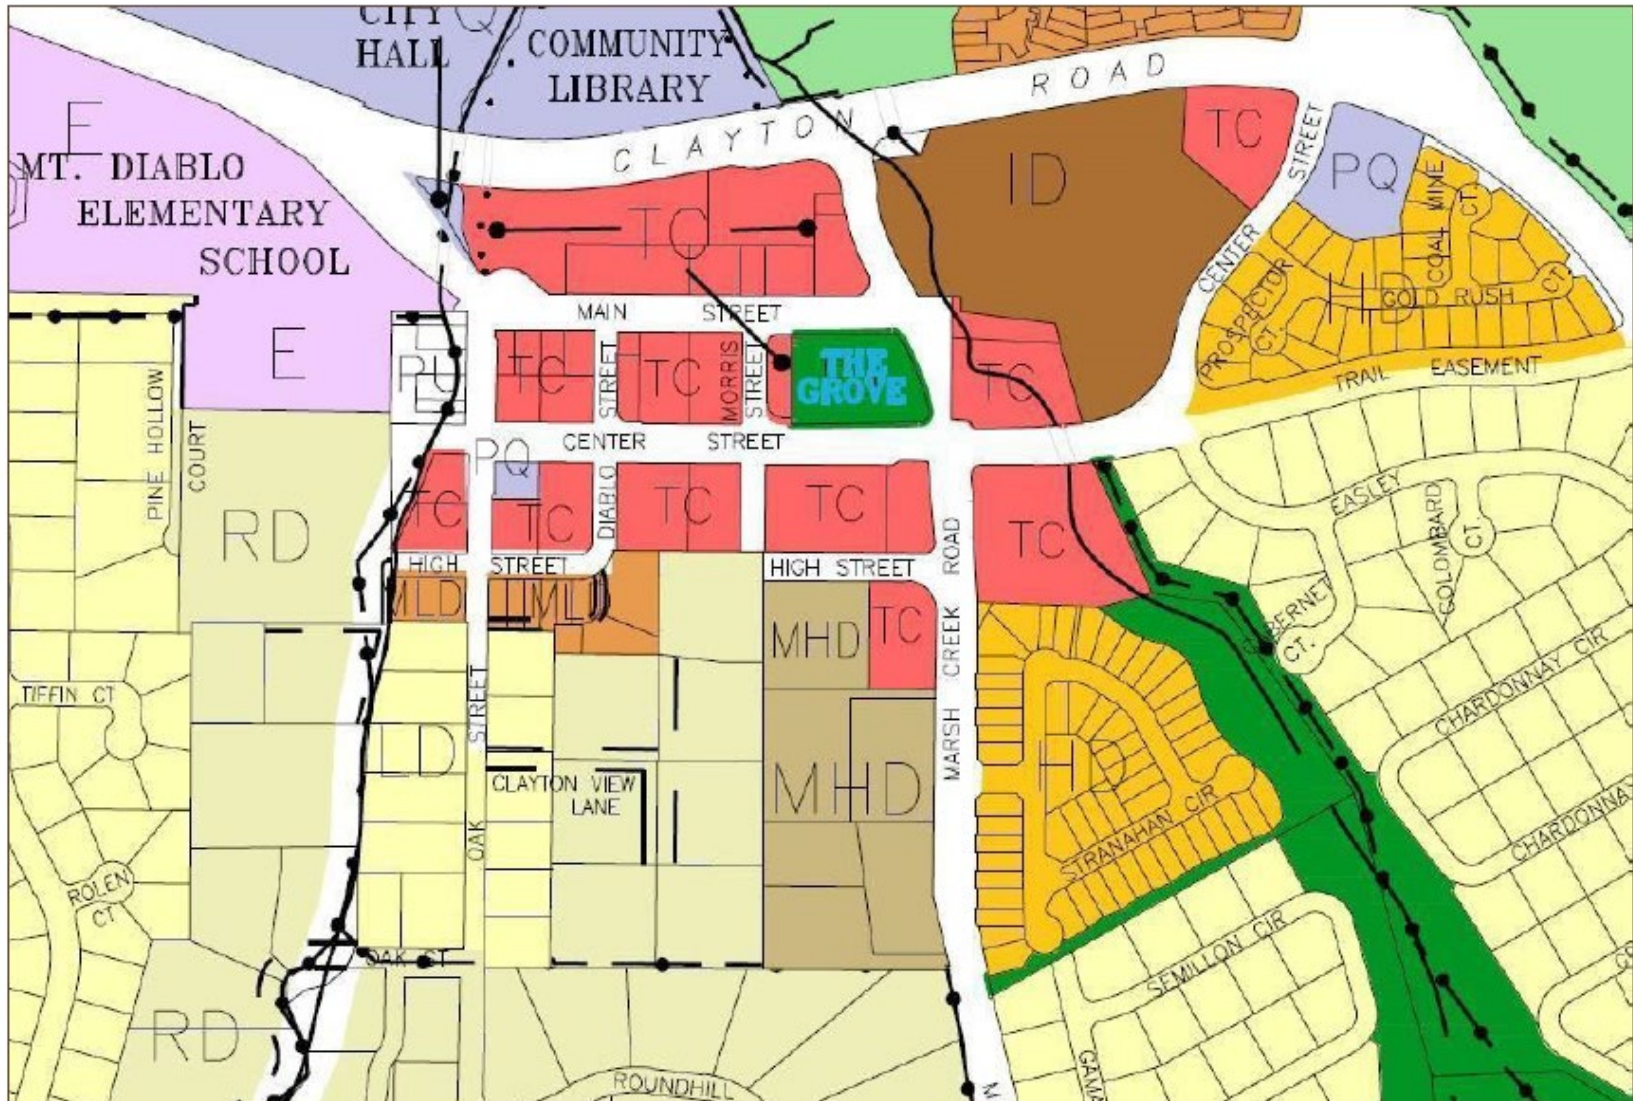 CITY
HALL
Q
COMMUNITY
LIBRARY
CLAYTON ROAD
E
MT. DIABLO
ELEMENTARY
SCHOOL
TC
ID
TC
CENTER STREET
PQ
COAL MINE
CT.
HD
GOLD RUSH
CT.
PROSPECTOR
CT.
TRAIL EASEMENT
MAIN STREET
E
PU
TC
STREET
TC
MORRIS
STREET
THE
GROVE
TC
PINE HOLLOW
COURT
PQ
CENTER STREET
TC
TC
DIABLO
TC
TC
TC
RD
HIGH STREET
HIGH STREET
MLD
MLD
MHD
TC
MARSH CREEK ROAD
EASLEY
GOLOMBARD
CT.
CABERNET
CT.
CHARDONNAY CIR
CHARDONNAY
TIFFIN CT
LD
OAK STREET
CLAYTON VIEW
LANE
MHD
HD
STRANAHAN CIR
ROLEN
CT
OAK CT
SEMILLON CIR
RD
ROUNDHILL
GAMA
M